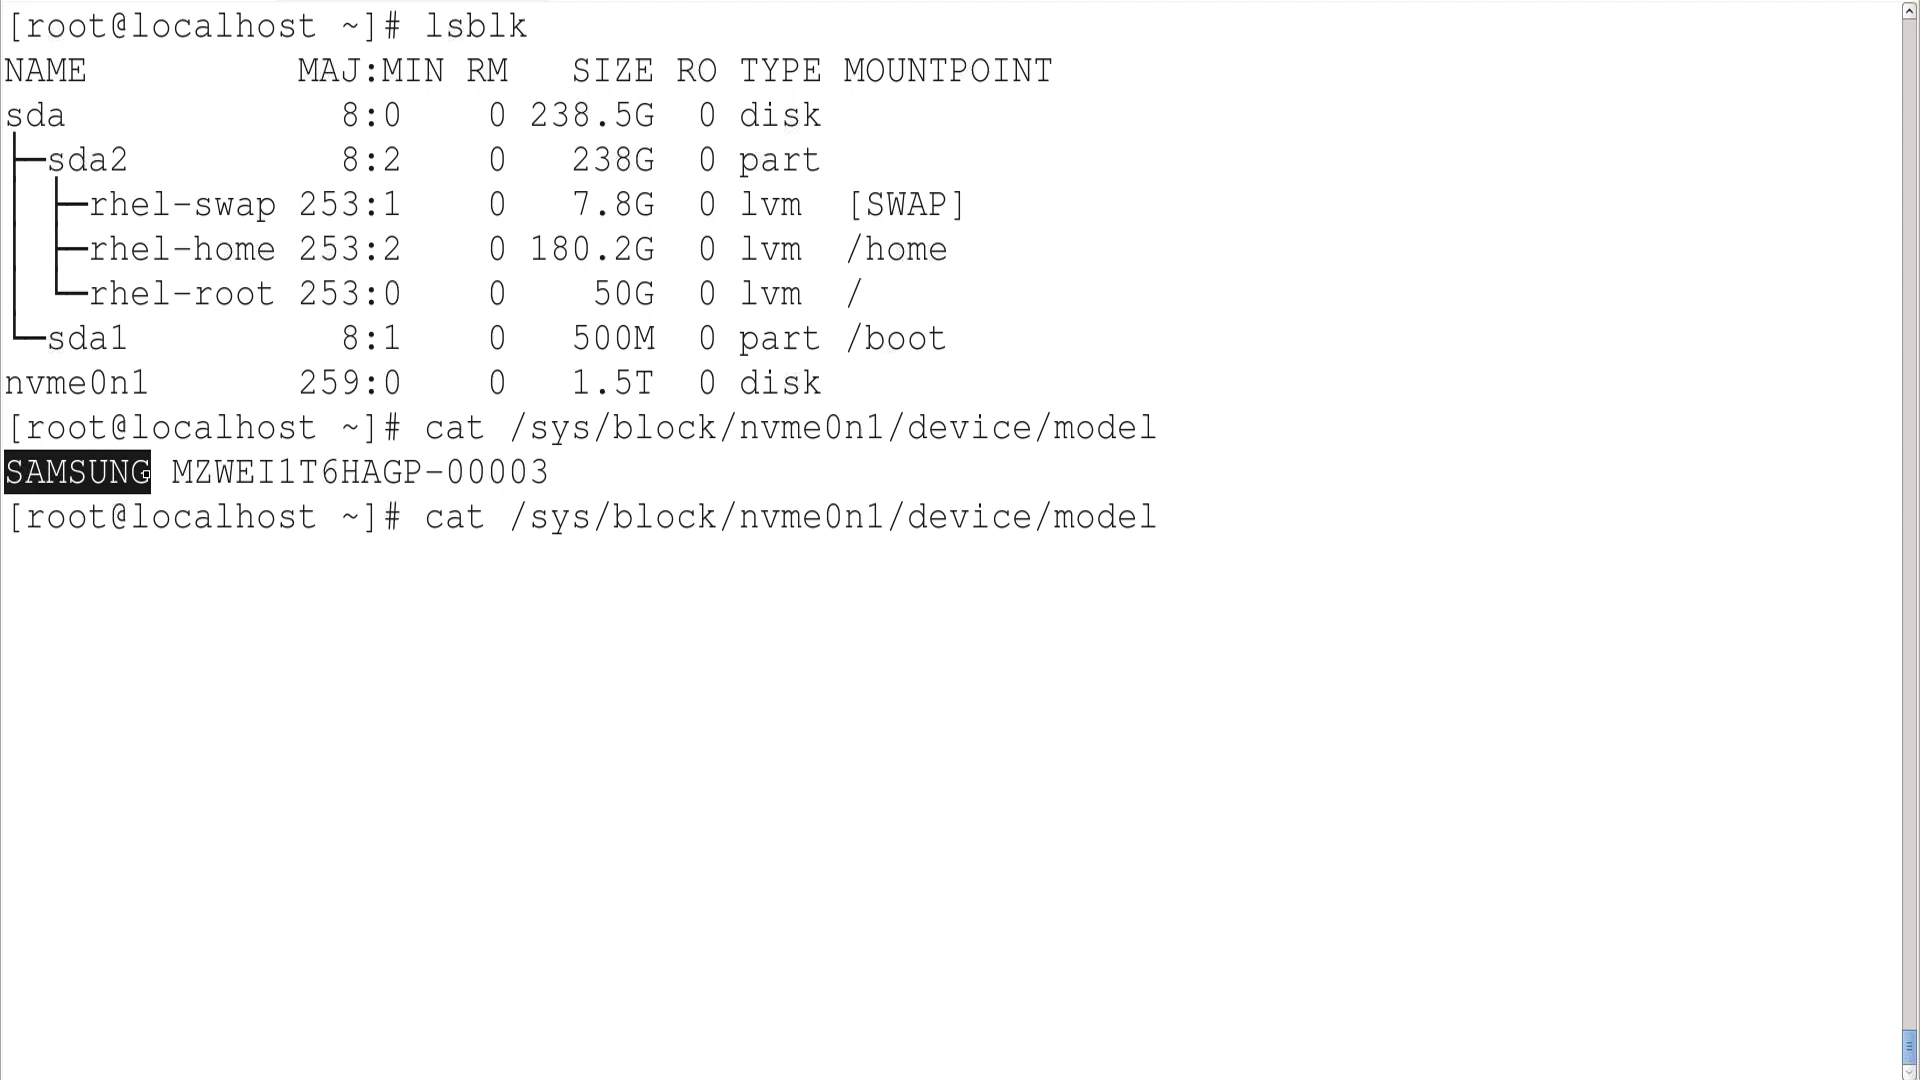 [root@localhost ~]# lsblk
NAME          MAJ:MIN RM   SIZE RO TYPE MOUNTPOINT
sda             8:0    0 238.5G  0 disk
├─sda2          8:2    0   238G  0 part
│ ├─rhel-swap 253:1    0   7.8G  0 lvm  [SWAP]
│ ├─rhel-home 253:2    0 180.2G  0 lvm  /home
│ └─rhel-root 253:0    0    50G  0 lvm  /
└─sda1          8:1    0   500M  0 part /boot
nvme0n1       259:0    0   1.5T  0 disk
[root@localhost ~]# cat /sys/block/nvme0n1/device/model
SAMSUNG MZWEI1T6HAGP-00003
[root@localhost ~]# cat /sys/block/nvme0n1/device/model